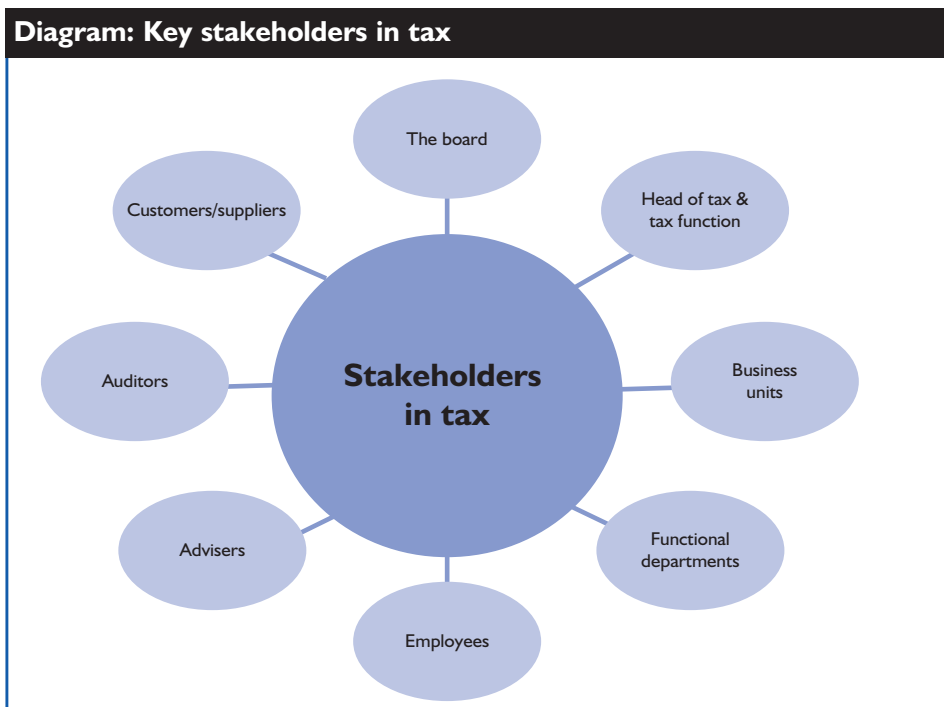 Diagram: Key stakeholders in tax
The board
Head of tax &
tax function
Business
units
Functional
departments
Employees
Advisers
Auditors
Customers/suppliers
Stakeholders
in tax